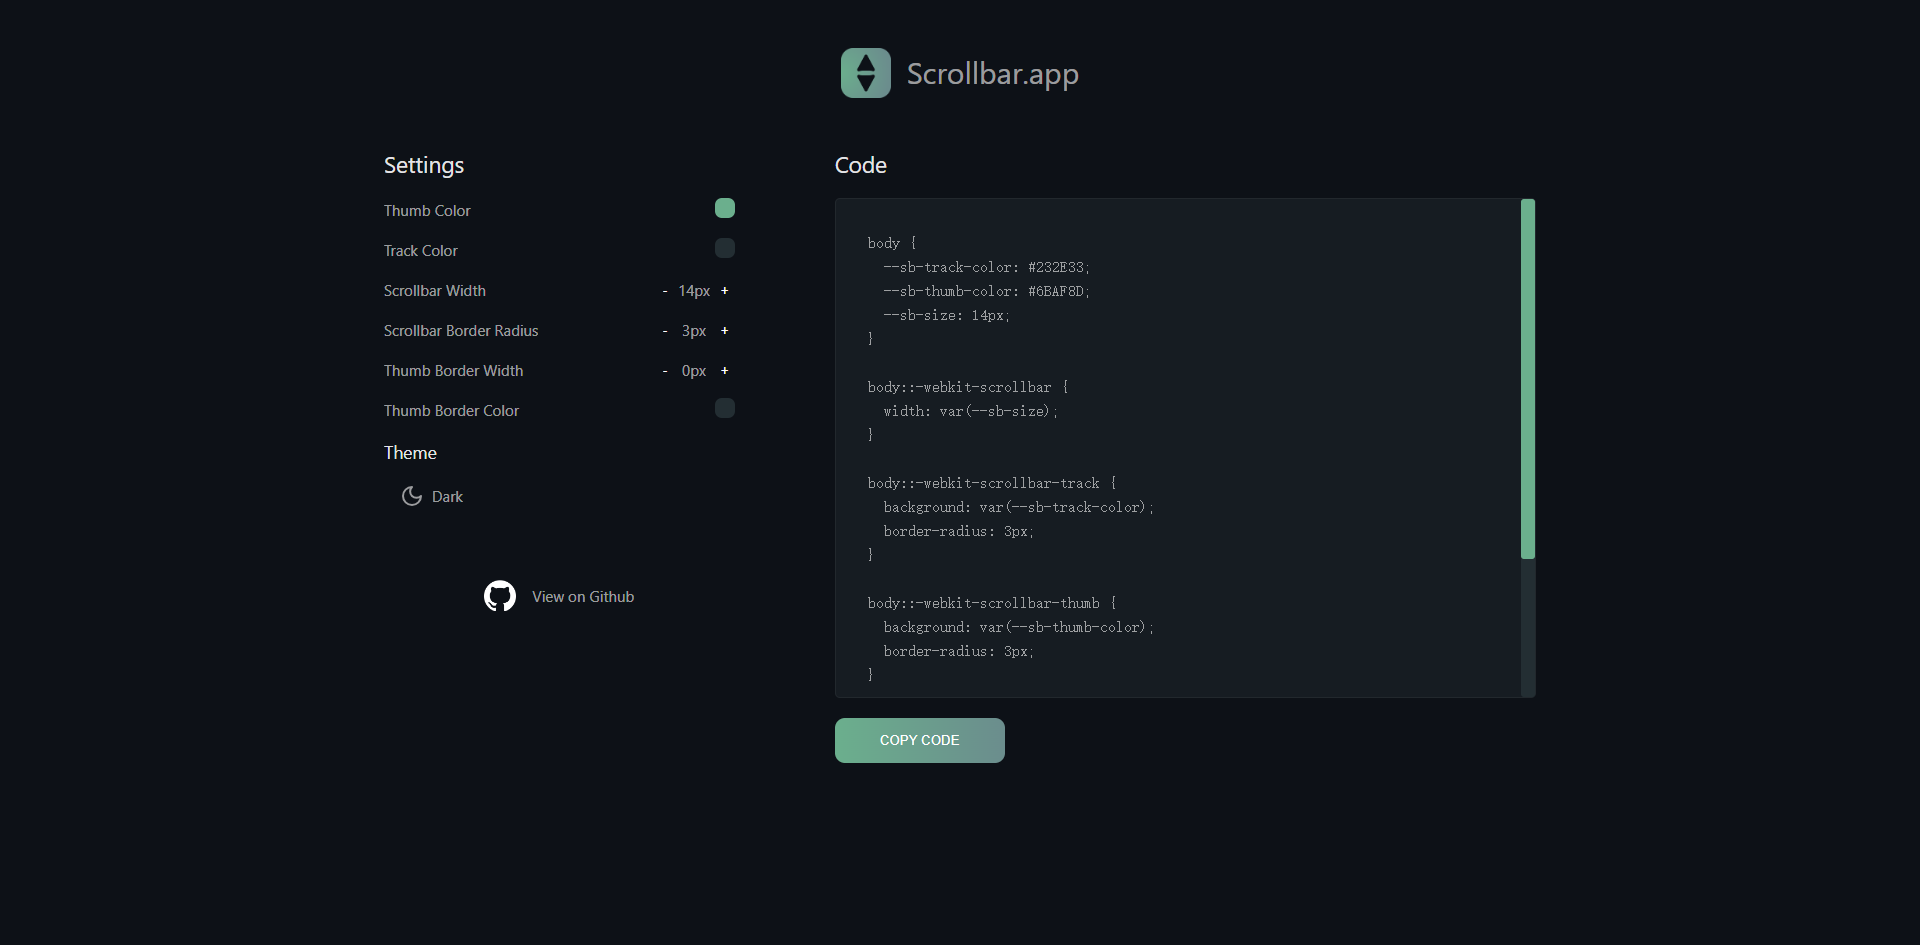 Scrollbar.app
Settings
Thumb Color
Track Color
Scrollbar Width - 14px +
Scrollbar Border Radius - 3px +
Thumb Border Width - 0px +
Thumb Border Color
Theme
Dark
View on Github
Code
body {
  --sb-track-color: #232E33;
  --sb-thumb-color: #6BAF8D;
  --sb-size: 14px;
}
body::-webkit-scrollbar {
  width: var(--sb-size);
}
body::-webkit-scrollbar-track {
  background: var(--sb-track-color);
  border-radius: 3px;
}
body::-webkit-scrollbar-thumb {
  background: var(--sb-thumb-color);
  border-radius: 3px;
}
COPY CODE